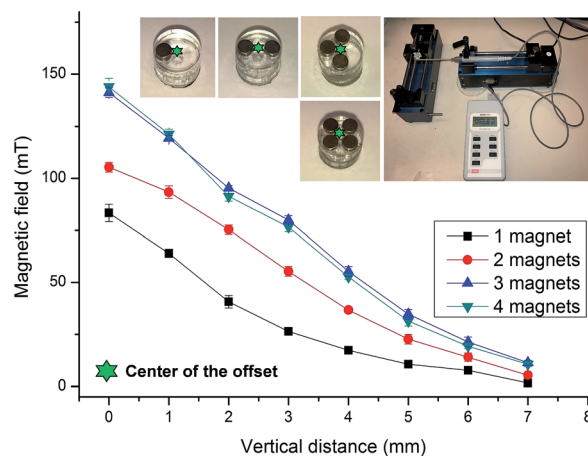 150
100
50
0
Magnetic field (mT)
1 magnet
2 magnets
3 magnets
4 magnets
Center of the offset
0 1 2 3 4 5 6 7 8
Vertical distance (mm)